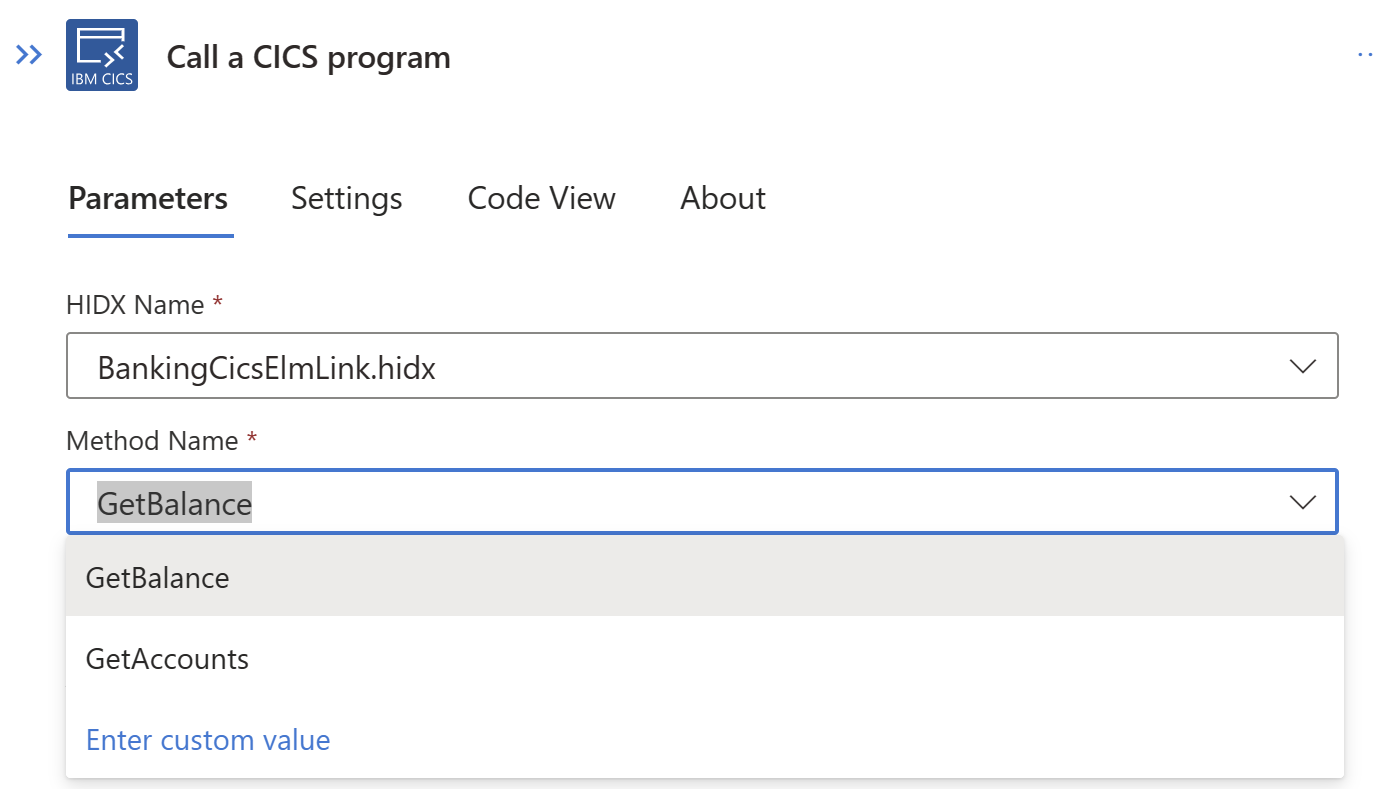 Call a CICS program
IBM CICS
Parameters Settings Code View About
HIDX Name *
BankingCicsElmLink.hidx
Method Name *
GetBalance
GetBalance
GetAccounts
Enter custom value